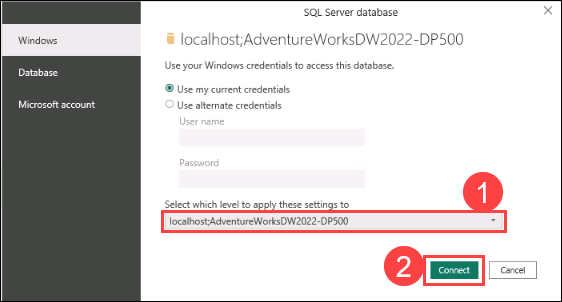 SQL Server database
Windows
Database
Microsoft account
localhost;AdventureWorksDW2022-DP500
Use your Windows credentials to access this database.
Use my current credentials
Use alternate credentials
User name
Password
Select which level to apply these settings to
1
localhost;AdventureWorksDW2022-DP500
2
Connect
Cancel